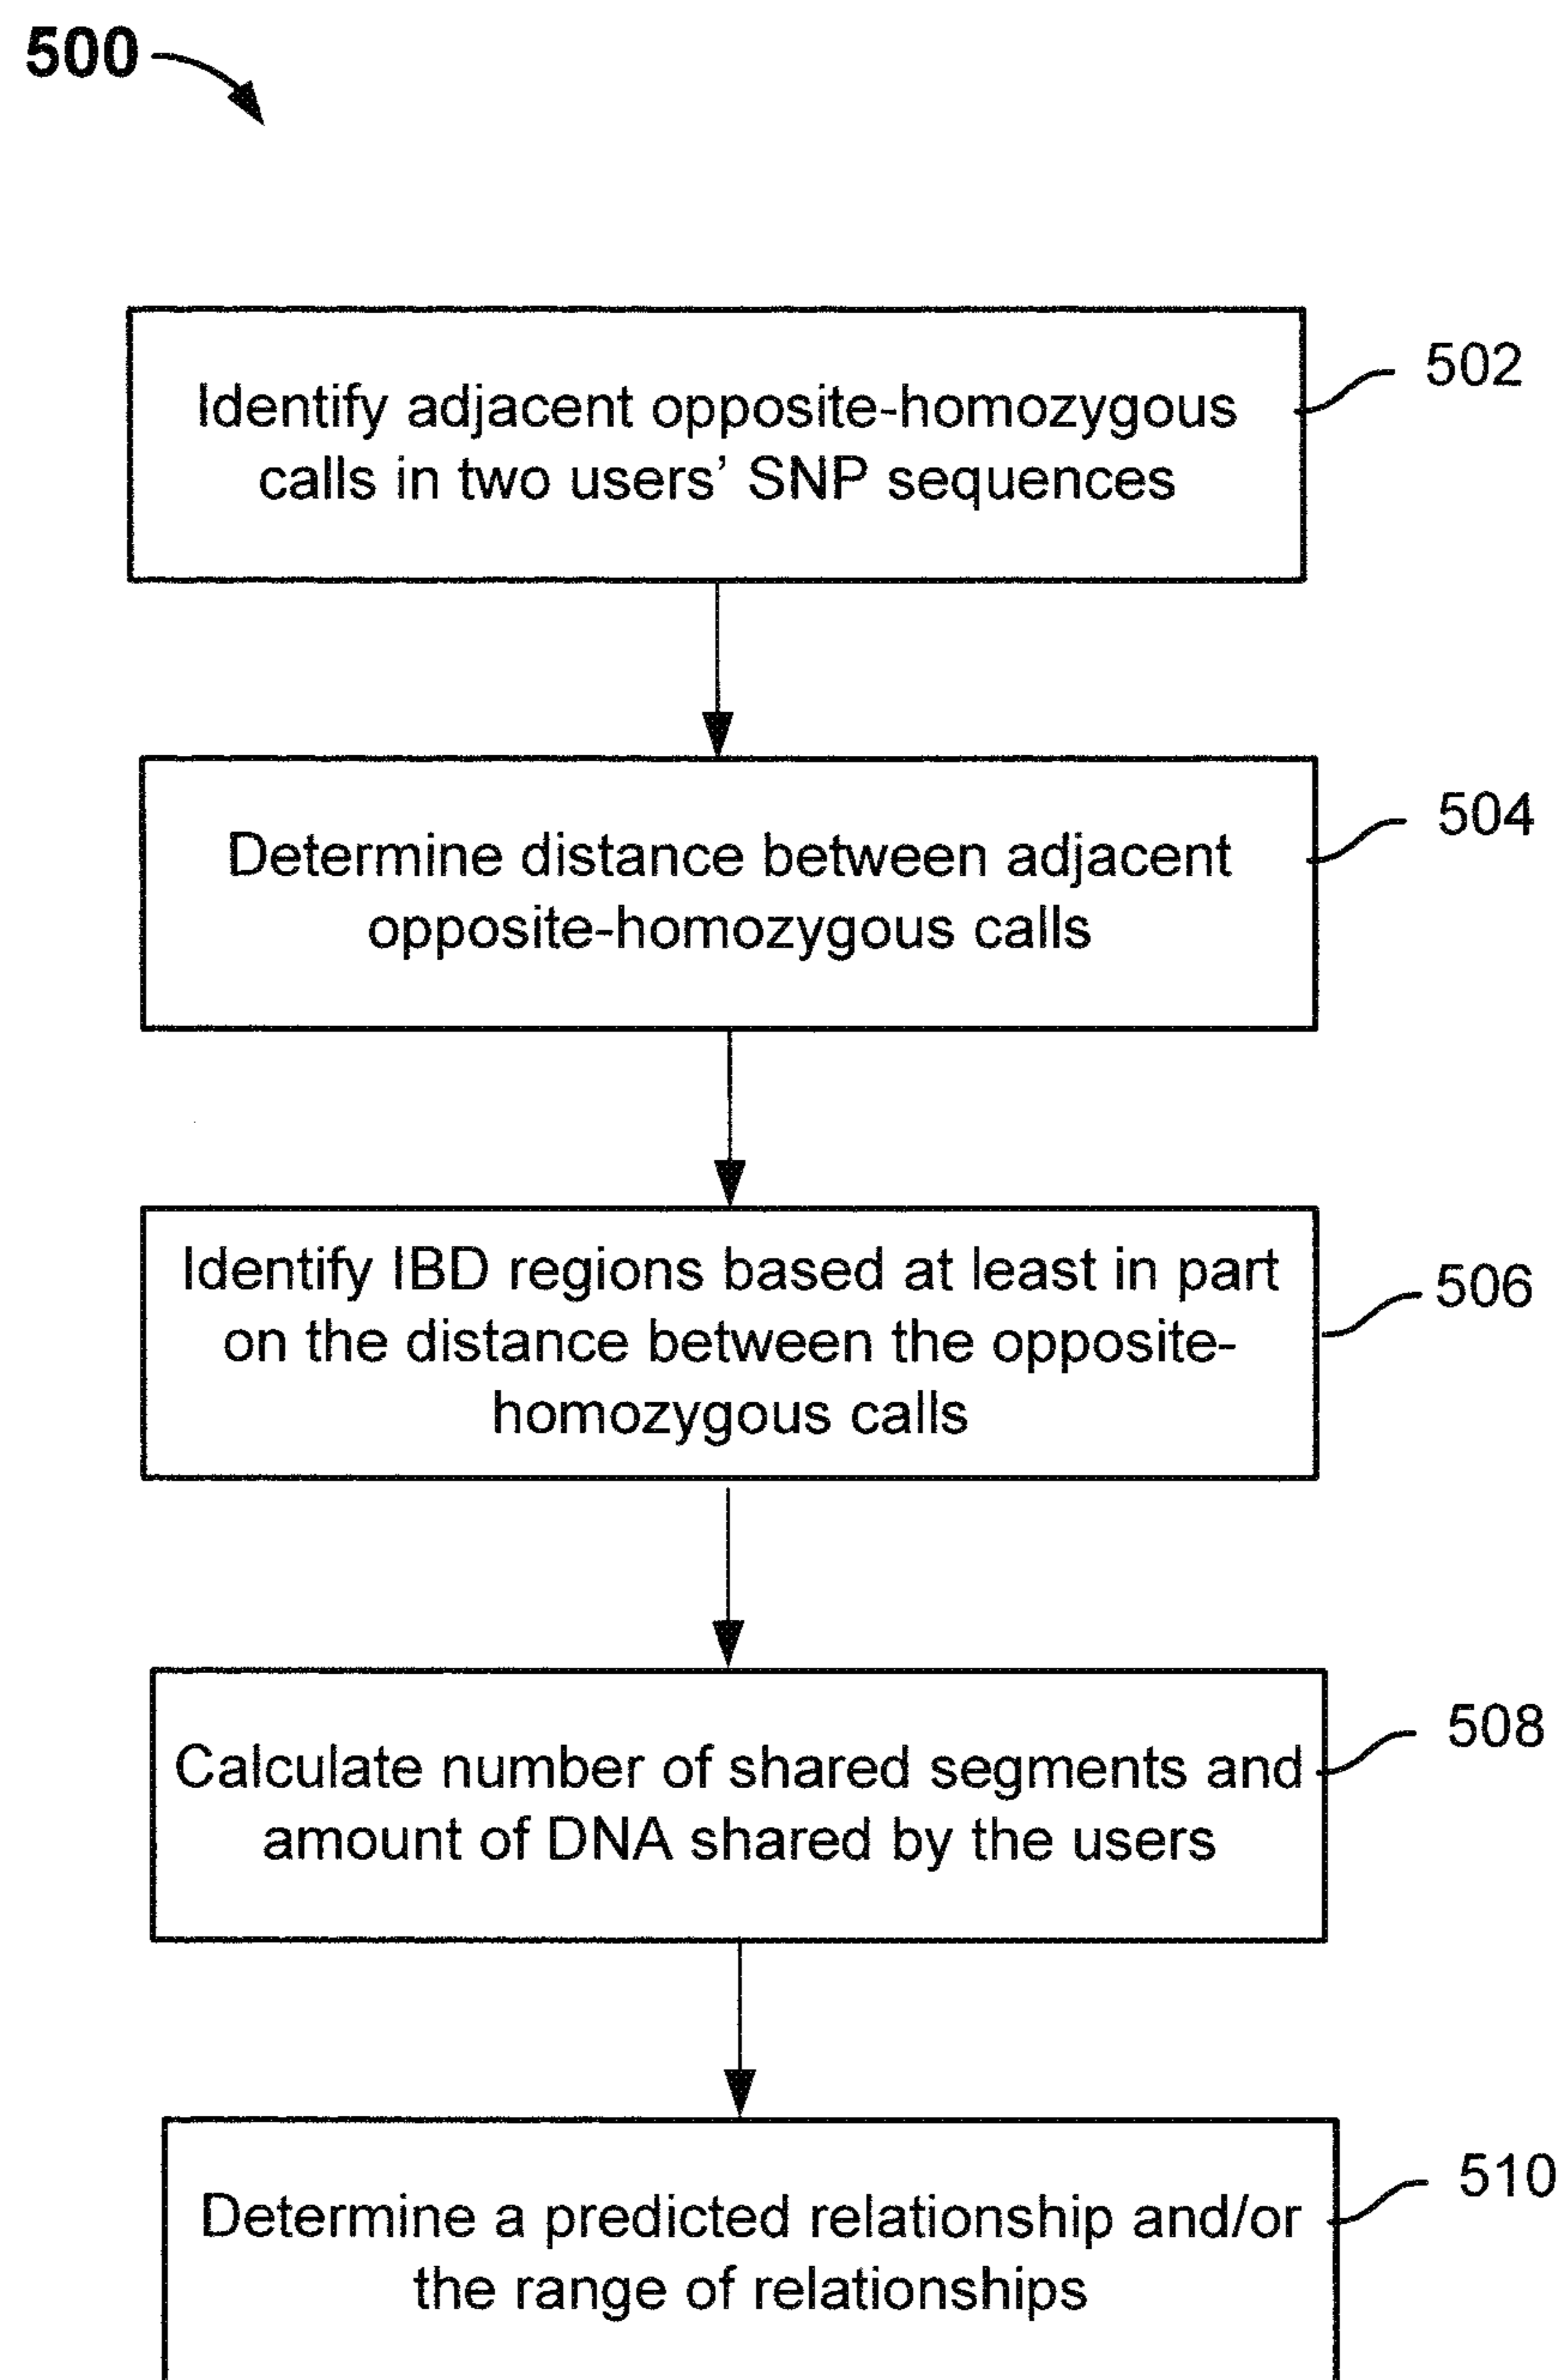 500
Identify adjacent opposite-homozygous
calls in two users’ SNP sequences
502
Determine distance between adjacent
opposite-homozygous calls
504
Identify IBD regions based at least in part
on the distance between the opposite-
homozygous calls
506
Calculate number of shared segments and
amount of DNA shared by the users
508
Determine a predicted relationship and/or
the range of relationships
510